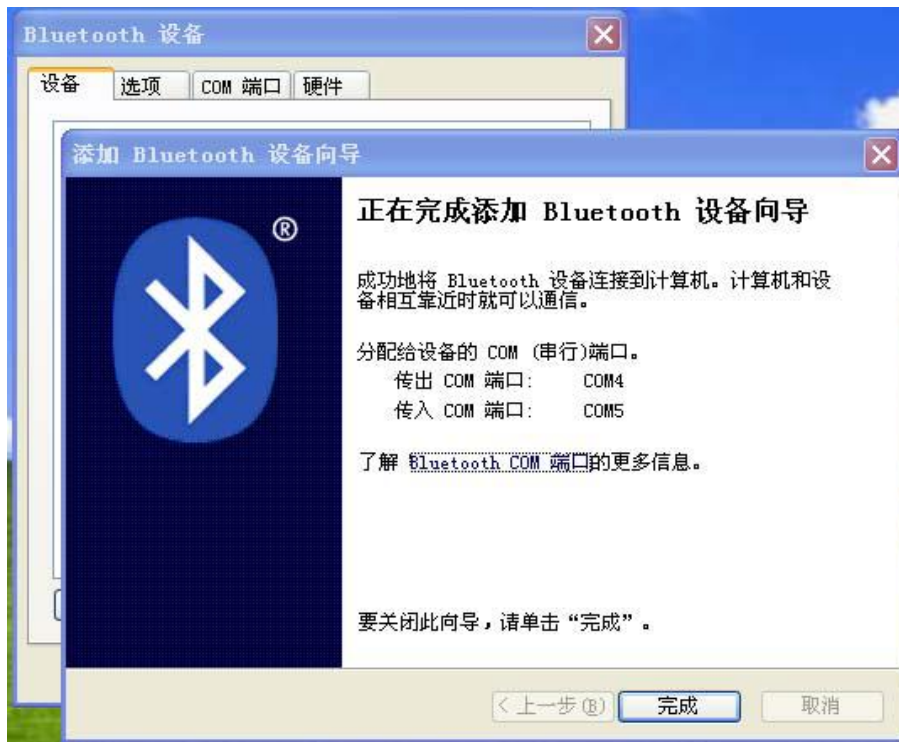 Bluetooth 设备
设备 选项 COM 端口 硬件
添加 Bluetooth 设备向导
®
正在完成添加 Bluetooth 设备向导
成功地将 Bluetooth 设备连接到计算机。计算机和设
备相互靠近时就可以通信。
分配给设备的 COM (串行)端口。
传出 COM 端口: COM4
传入 COM 端口: COM5
了解 Bluetooth COM 端口的更多信息。
要关闭此向导，请单击“完成”。
< 上一步(B) 完成 取消